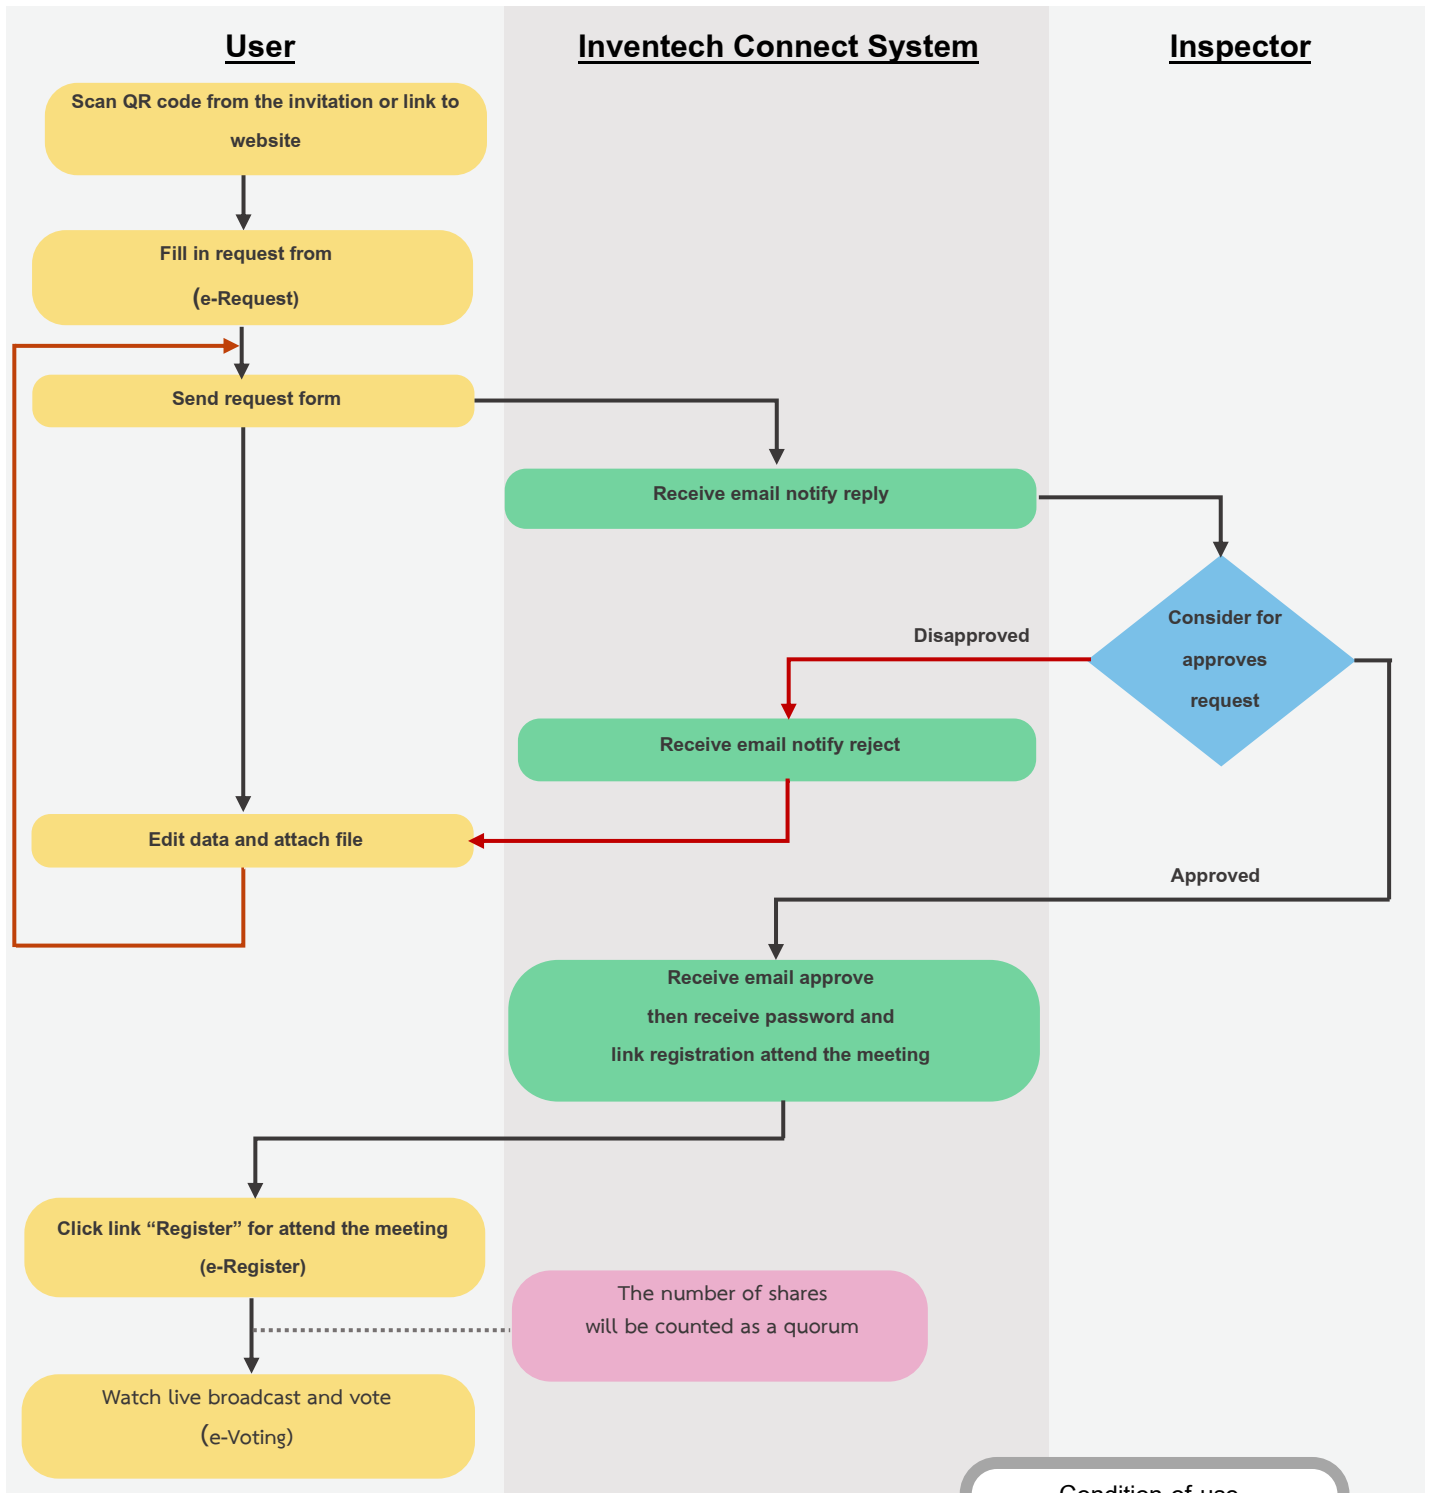 User
Inventech Connect System
Inspector
Scan QR code from the invitation or link to
website
Fill in request from
(e-Request)
Send request form
Receive email notify reply
Consider for
approves
request
Disapproved
Receive email notify reject
Edit data and attach file
Approved
Receive email approve
then receive password and
link registration attend the meeting
Click link “Register” for attend the meeting
(e-Register)
The number of shares
will be counted as a quorum
Watch live broadcast and vote
(e-Voting)
Condition of use